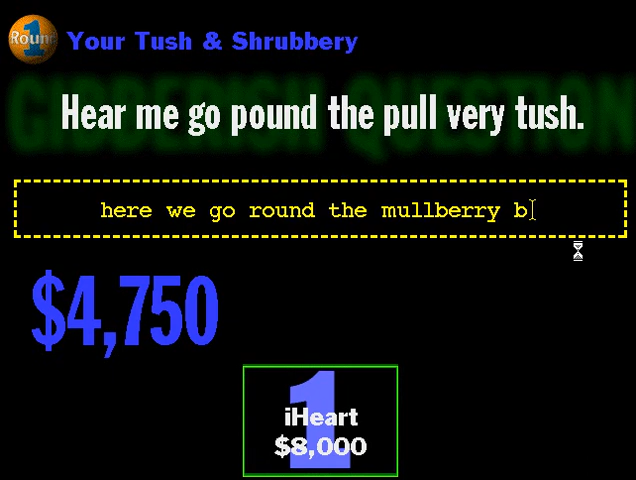 Round 1
Your Tush & Shrubbery
GIBBERISH QUESTION
Hear me go pound the pull very tush.
here we go round the mullberry b
$4,750
1
iHeart
$8,000